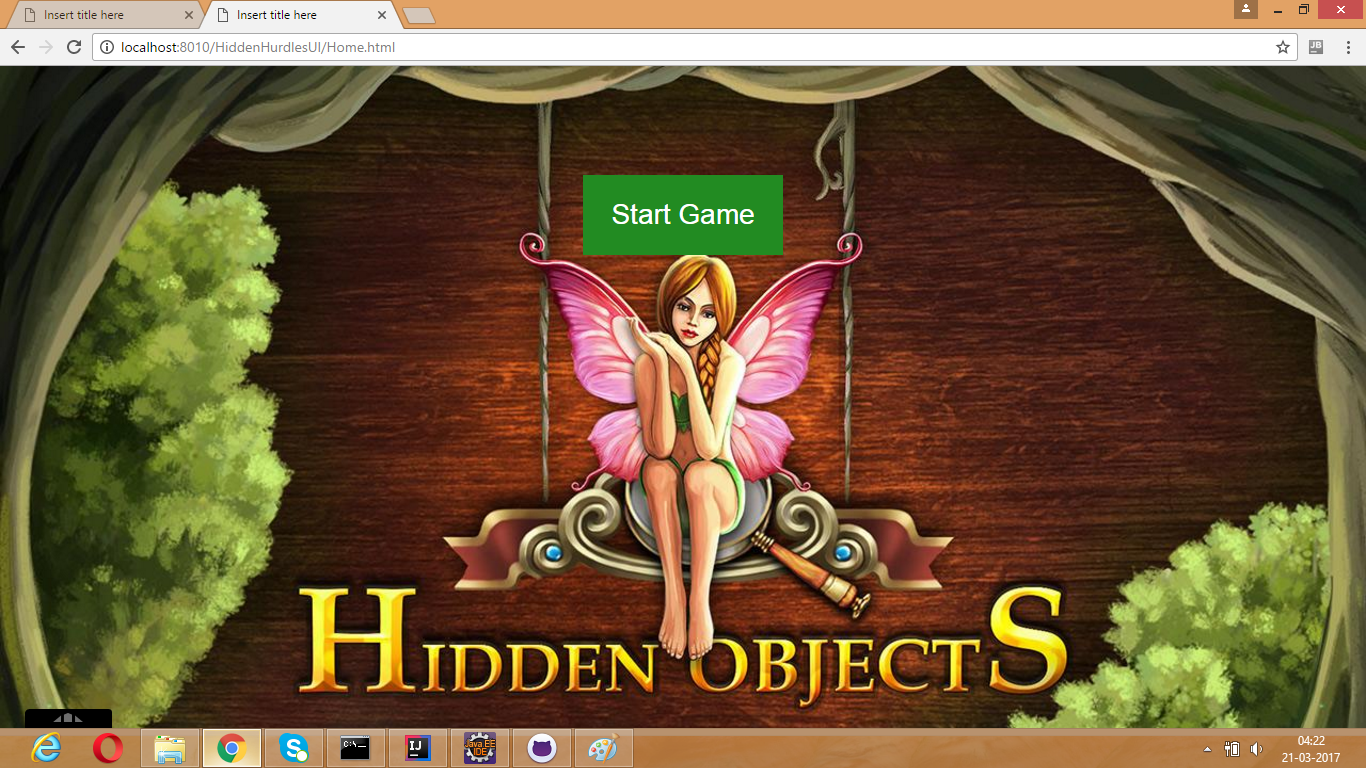 Insert title here
Insert title here
localhost:8010/HiddenHurdlesUI/Home.html
JB
Start Game
HIDDEN OBJECTS
C:\_
IJ
Java EE
IDE
04:22
21-03-2017